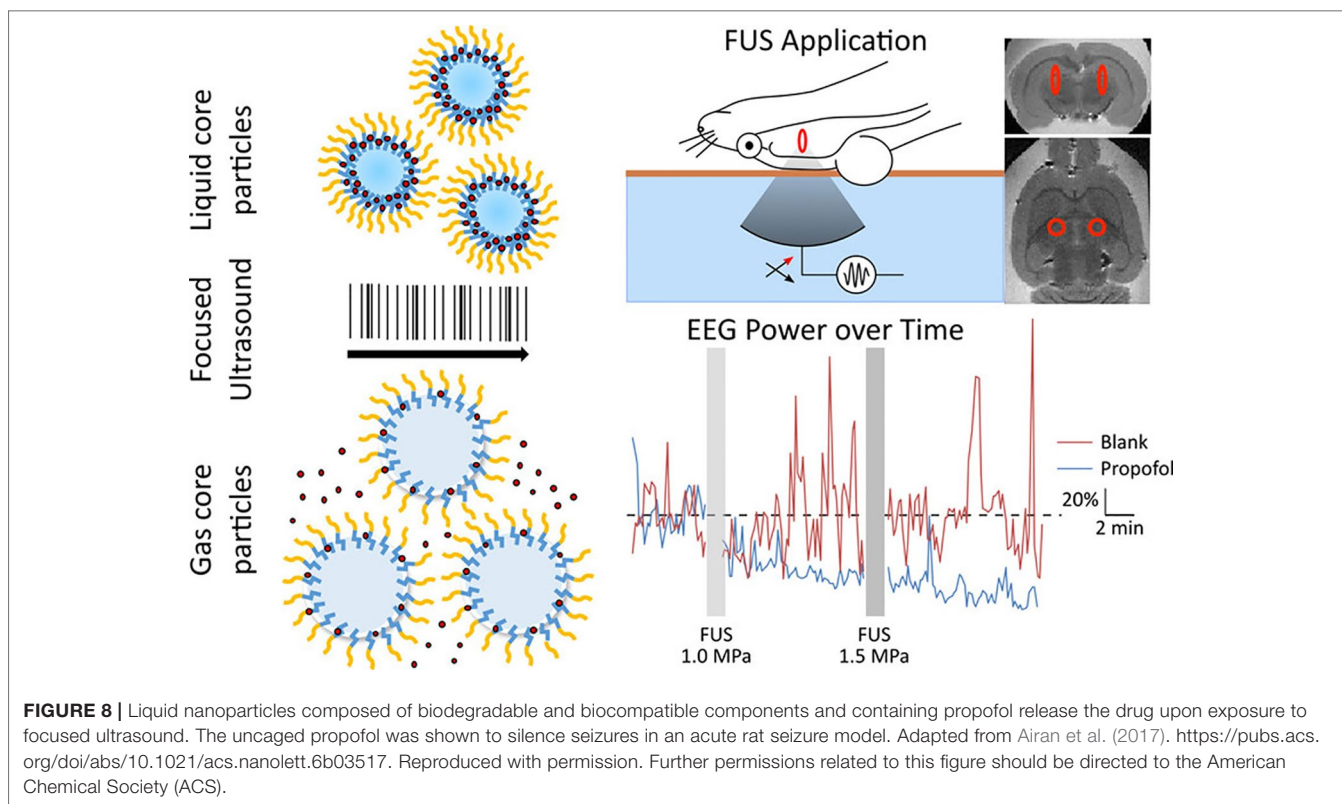 Liquid core
particles
Focused
Ultrasound
Gas core
particles
FUS Application
EEG Power over Time
Blank
Propofol
20%
2 min
FUS
1.0 MPa
FUS
1.5 MPa
FIGURE 8 | Liquid nanoparticles composed of biodegradable and biocompatible components and containing propofol release the drug upon exposure to
focused ultrasound. The uncaged propofol was shown to silence seizures in an acute rat seizure model. Adapted from Airan et al. (2017). https://pubs.acs.
org/doi/abs/10.1021/acs.nanolett.6b03517. Reproduced with permission. Further permissions related to this figure should be directed to the American
Chemical Society (ACS).